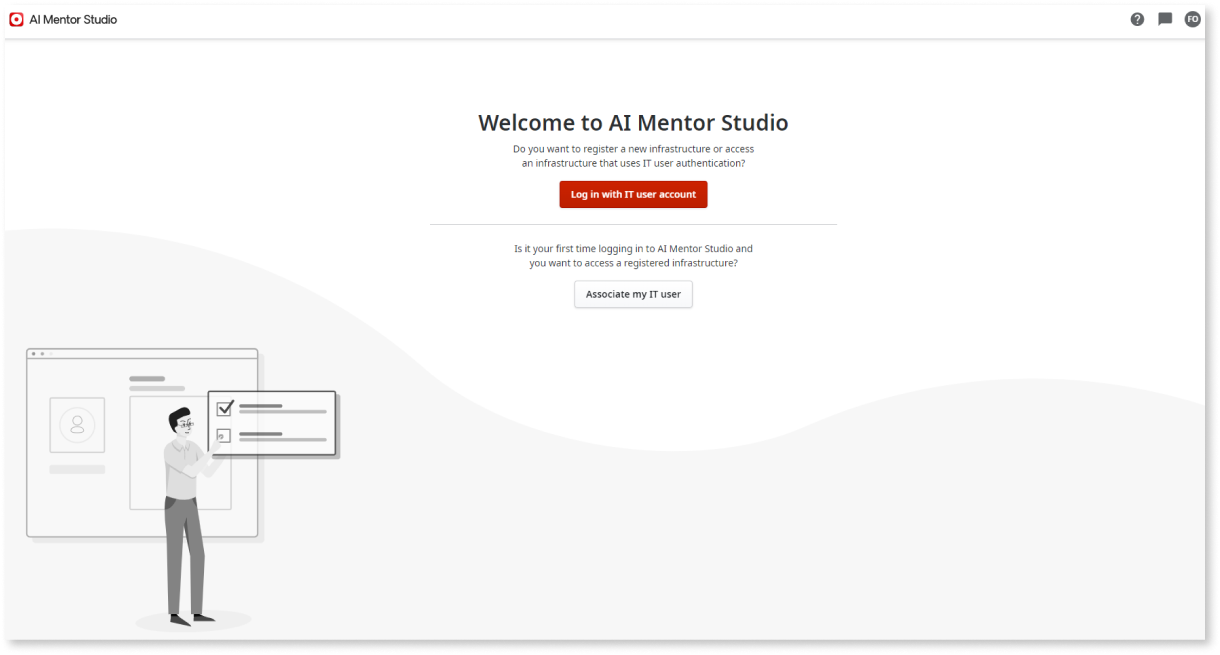 AI Mentor Studio
FO
Welcome to AI Mentor Studio
Do you want to register a new infrastructure or access
an infrastructure that uses IT user authentication?
Log in with IT user account
Is it your first time logging in to AI Mentor Studio and
you want to access a registered infrastructure?
Associate my IT user